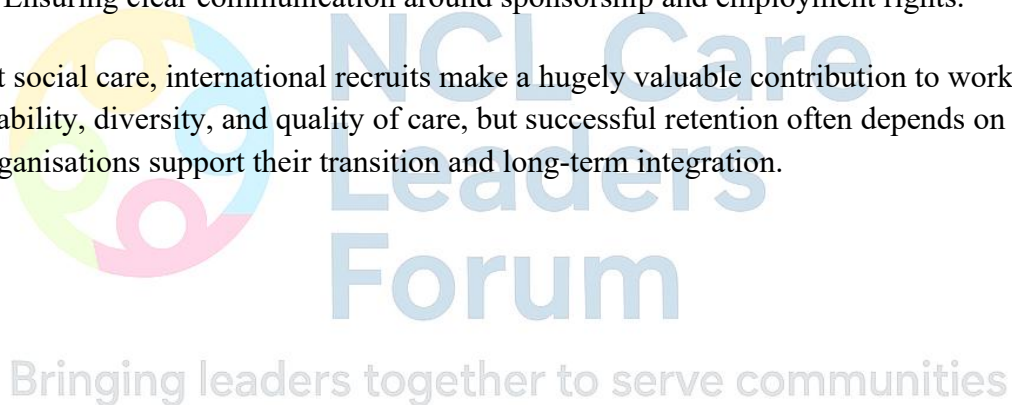 Ensuring clear communication around sponsorship and employment rights.
t social care, international recruits make a hugely valuable contribution to work
ability, diversity, and quality of care, but successful retention often depends on
ganisations support their transition and long-term integration.
NCL Care
Leaders
Forum
Bringing leaders together to serve communities